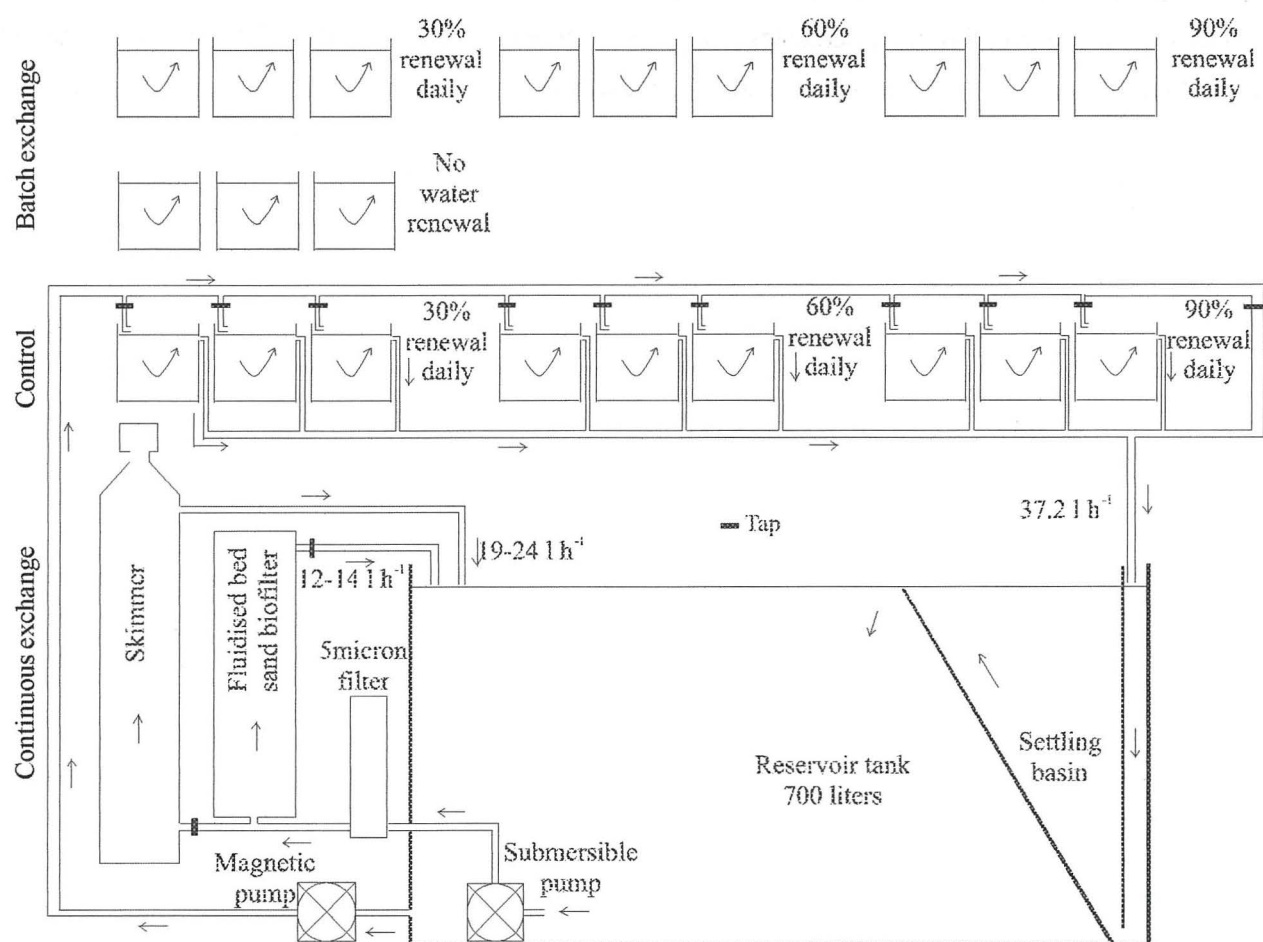 Batch exchange
30%
renewal
daily
60%
renewal
daily
90%
renewal
daily
No
water
renewal
Control
30%
renewal
daily
60%
renewal
daily
90%
renewal
daily
Continuous exchange
Skimmer
Fluidised bed
sand biofilter
12-14 l h⁻¹
19-24 l h⁻¹
Tap
37.2 l h⁻¹
5micron
filter
Reservoir tank
700 liters
Settling
basin
Magnetic
pump
Submersible
pump